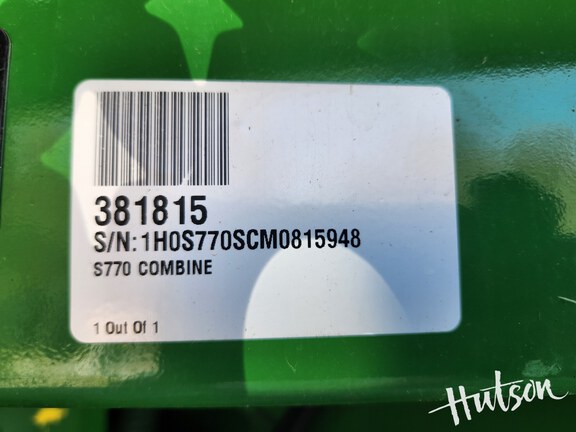 381815
S/N: 1H0S770SCM0815948
S770 COMBINE
1 Out Of 1
Hutson